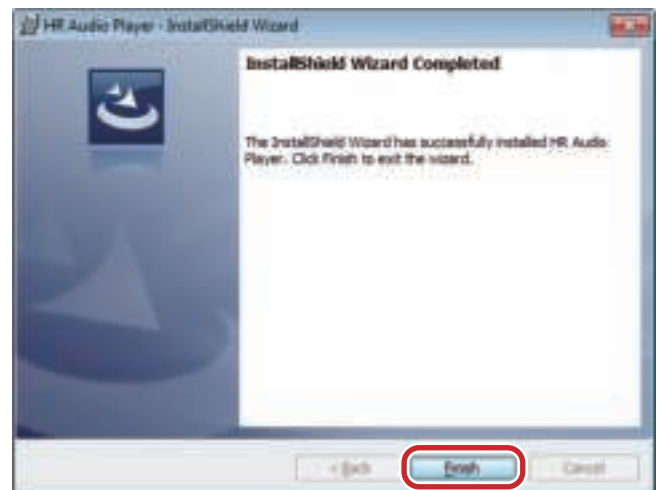 HR Audio Player - InstallShield Wizard
InstallShield Wizard Completed
The InstallShield Wizard has successfully installed HR Audio
Player. Click Finish to exit the wizard.
< Back
Finish
Cancel